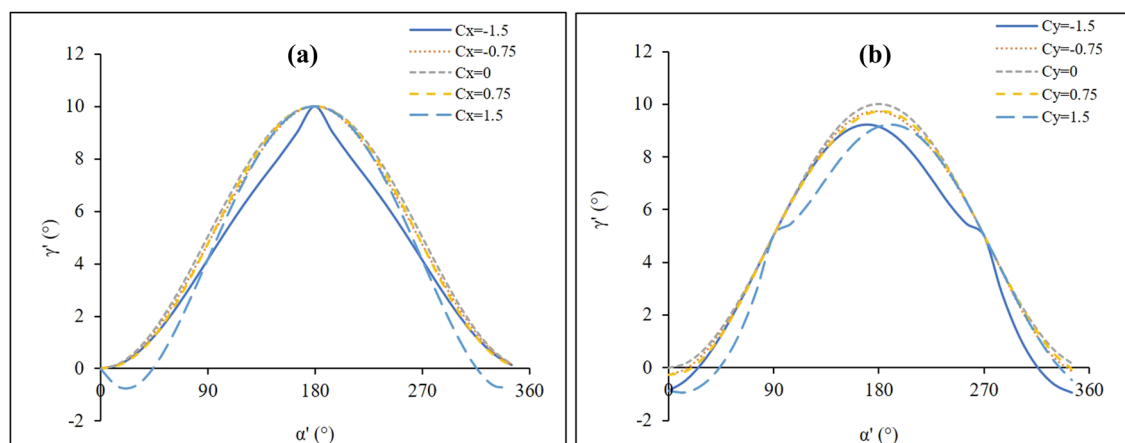 (a)
Cx=-1.5
Cx=-0.75
Cx=0
Cx=0.75
Cx=1.5
12
10
8
6
4
2
0
-2
0
90
180
270
360
γ' (°)
α' (°)
(b)
Cy=-1.5
Cy=-0.75
Cy=0
Cy=0.75
Cy=1.5
12
10
8
6
4
2
0
-2
0
90
180
270
360
γ' (°)
α' (°)